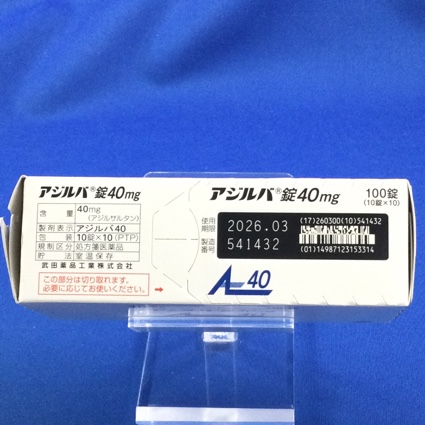 アジルバ®錠40mg
含量 40mg (アジルサルタン)
製剤表示 アジルバ40
包装 10錠×10(PTP)
規制区分 処方箋医薬品
貯法 室温保存
武田薬品工業株式会社
この部分は切り取れます。
必要に応じてお使いください。
アジルバ®錠40mg
100錠
(10錠×10)
使用期限 2026.03
製造番号 541432
(17)260300(10)541432
(01)14987123153314
40